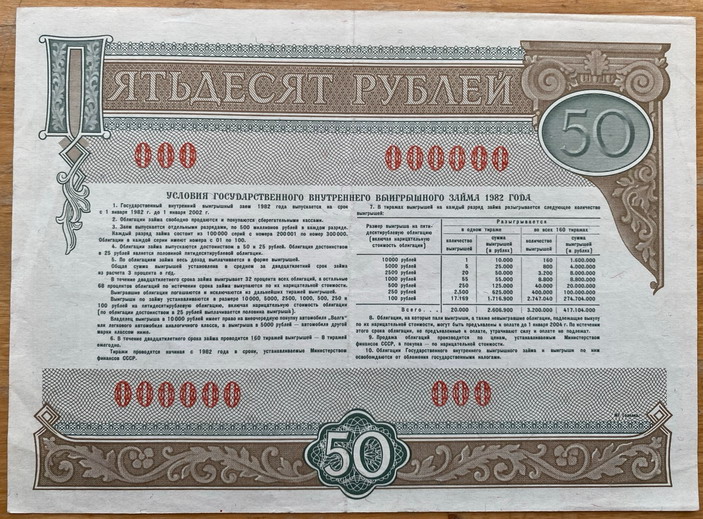 ПЯТЬДЕСЯТ РУБЛЕЙ
50
000 000000
УСЛОВИЯ ГОСУДАРСТВЕННОГО ВНУТРЕННЕГО ВЫИГРЫШНОГО ЗАЙМА 1982 ГОДА
1. Государственный внутренний выигрышный заем 1982 года выпускается на срок
с 1 января 1982 г. до 1 января 2002 г.
2. Облигации займа свободно продаются и покупаются сберегательными кассами.
3. Заем выпускается отдельными разрядами, по 500 миллионов рублей в каждом разряде.
Каждый разряд займа состоит из 100000 серий с номера 200001 по номер 300000.
Облигации в каждой серии имеют номера с 01 по 100.
4. Облигации займа выпускаются достоинством в 50 и 25 рублей. Облигация достоинством
в 25 рублей является половиной пятидесятирублевой облигации.
5. По облигациям займа весь доход выплачивается в форме выигрышей.
Общая сумма выигрышей установлена в среднем за двадцатилетний срок займа
из расчета 3 процента в год.
В течение двадцатилетнего срока займа выигрывает 32 процента всех облигаций, а остальные
68 процентов облигаций по истечении срока займа выкупаются по их нарицательной стоимости.
Выигравшие облигации погашаются и исключаются из дальнейших тиражей выигрышей.
Выигрыши по займу устанавливаются в размере 10000, 5000, 2500, 1000, 500, 250 и
100 рублей на пятидесятирублевую облигацию, включая нарицательную стоимость облигации
[по облигации достоинством в 25 рублей выплачивается половина выигрыша].
Владелец выигрыша в 10000 рублей имеет право на внеочередную покупку автомобиля „Волга“
или легкового автомобиля аналогичного класса, а выигрыша в 5000 рублей — автомобиля другой
марки классом ниже.
6. В течение двадцатилетнего срока займа проводится 160 тиражей выигрышей — 8 тиражей
ежегодно.
Тиражи проводятся начиная с 1982 года в сроки, устанавливаемые Министерством
финансов СССР.
7. В тиражах выигрышей на каждый разряд займа разыгрывается следующее количество
выигрышей:
Размер выигрыша на пятидесятирублевую облигацию [включая нарицательную стоимость облигации]
Разыгрывается
в одном тираже во всех 160 тиражах
количество выигрышей сумма выигрышей [в рублях] количество выигрышей сумма выигрышей [в рублях]
10000 рублей 1 10.000 160 1.600.000
5000 рублей 5 25.000 800 4.000.000
2500 рублей 20 50.000 3.200 8.000.000
1000 рублей 55 55.000 8.800 8.800.000
500 рублей 250 125.000 40.000 20.000.000
250 рублей 2.500 625.000 400.000 100.000.000
100 рублей 17.169 1.716.900 2.747.040 274.704.000
Всего . . . . 20.000 2.606.900 3.200.000 417.104.000
8. Облигации, на которые пали выигрыши, а также невыигравшие облигации, подлежащие выкупу
по их нарицательной стоимости, могут быть предъявлены к оплате до 1 января 2004 г. По истечении
этого срока облигации, не предъявленные к оплате, утрачивают силу и оплате не подлежат.
9. Продажа облигаций производится по ценам, устанавливаемым Министерством финансов
СССР, а покупка — по нарицательной стоимости.
10. Облигации Государственного внутреннего выигрышного займа и выигрыши по ним
освобождаются от обложения государственными налогами.
000000 000
50